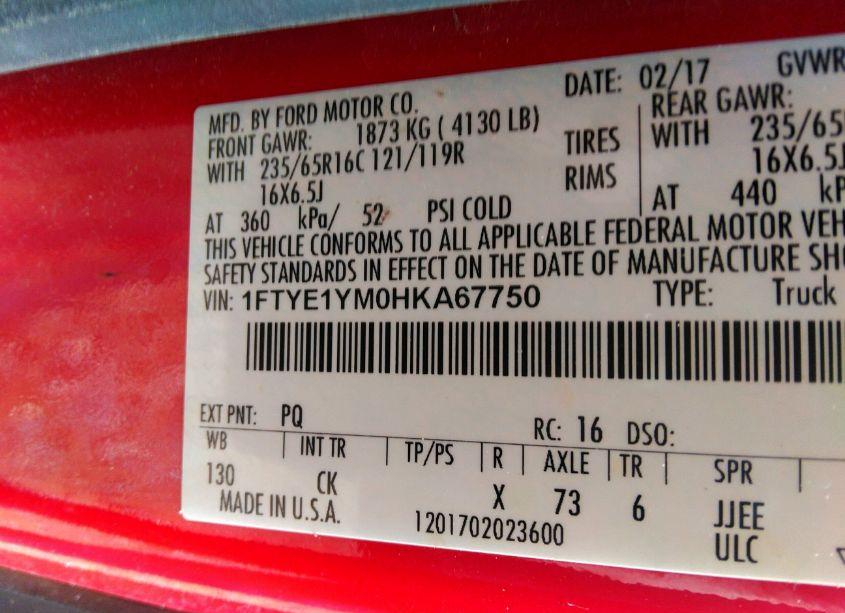 MFD. BY FORD MOTOR CO. DATE: 02/17 GVWR
FRONT GAWR: 1873 KG ( 4130 LB) REAR GAWR:
WITH 235/65R16C 121/119R TIRES WITH 235/65
16X6.5J RIMS 16X6.5J
AT 360 kPa/ 52 PSI COLD AT 440 kP
THIS VEHICLE CONFORMS TO ALL APPLICABLE FEDERAL MOTOR VEH
SAFETY STANDARDS IN EFFECT ON THE DATE OF MANUFACTURE SHO
VIN: 1FTYE1YM0HKA67750 TYPE: Truck
EXT PNT: PQ RC: 16 DSO:
WB INT TR TP/PS R AXLE TR SPR
130 CK X 73 6 JJEE
MADE IN U.S.A. 1201702023600 ULC